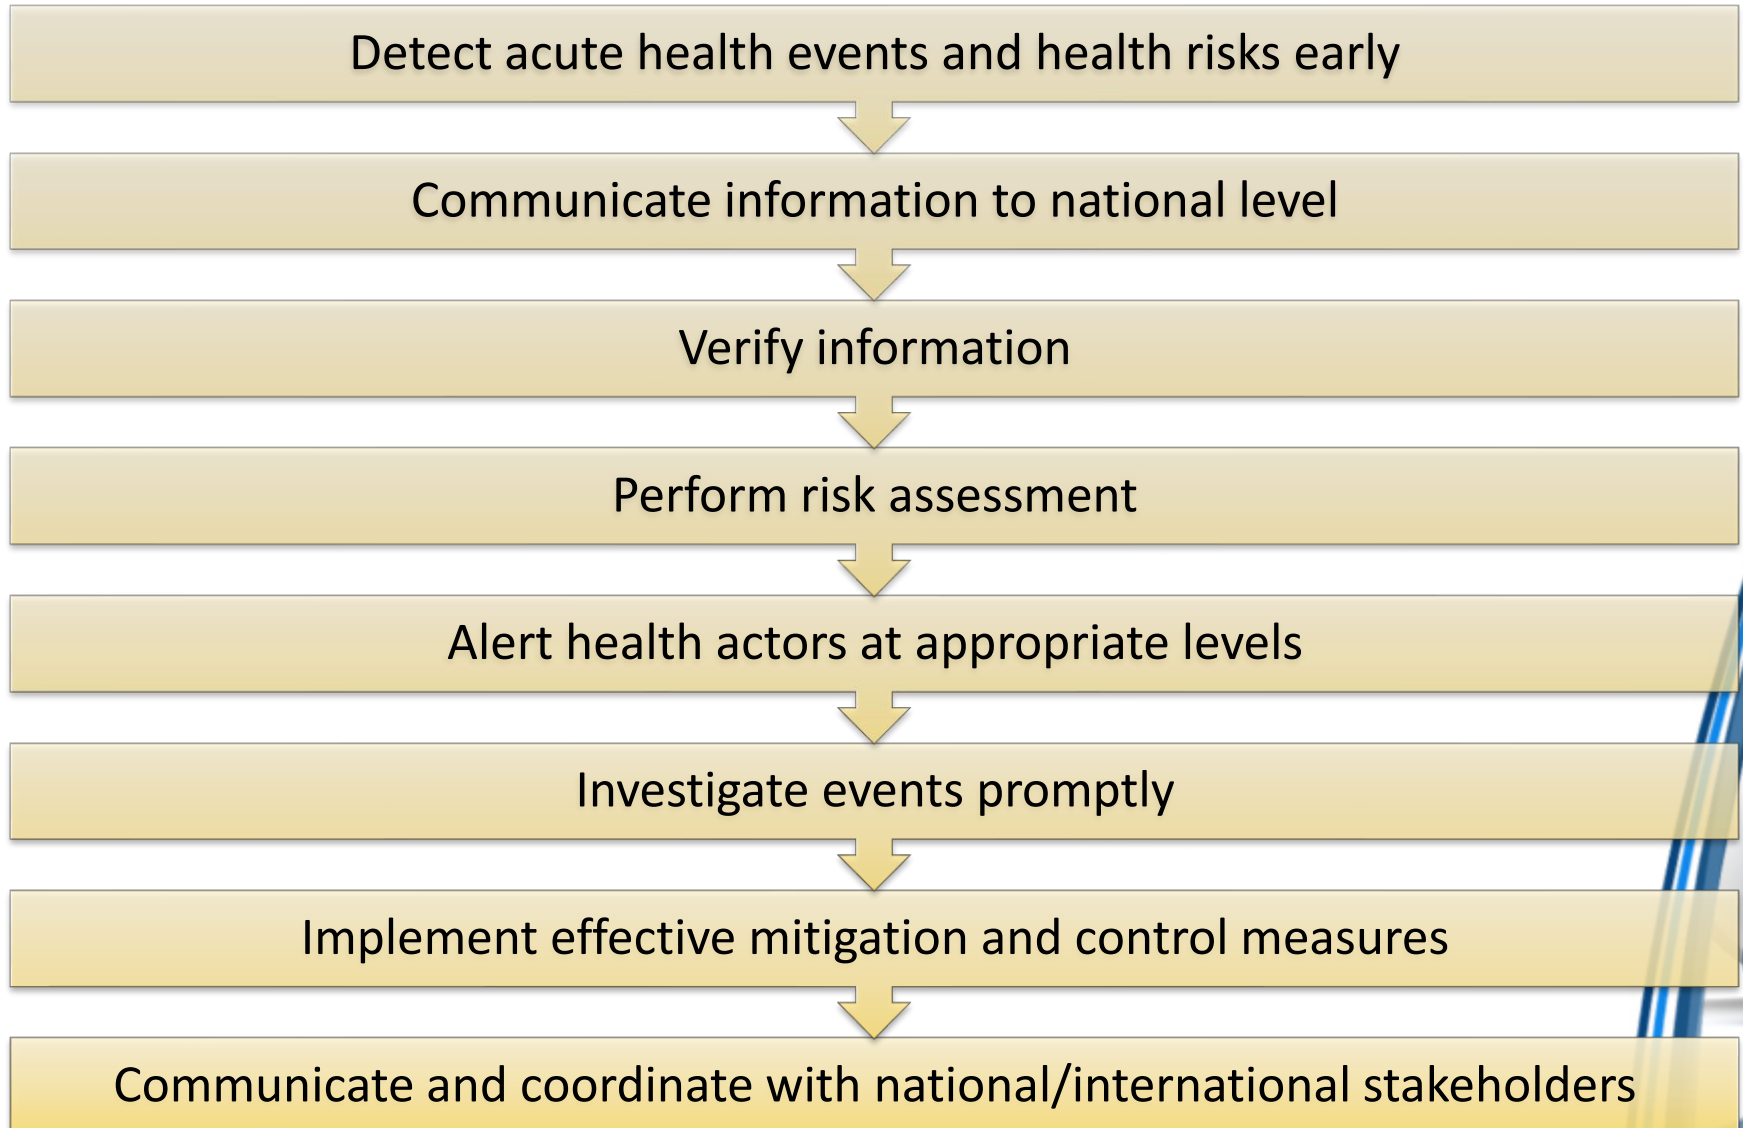 Detect acute health events and health risks early
Communicate information to national level
Verify information
Perform risk assessment
Alert health actors at appropriate levels
Investigate events promptly
Implement effective mitigation and control measures
Communicate and coordinate with national/international stakeholders